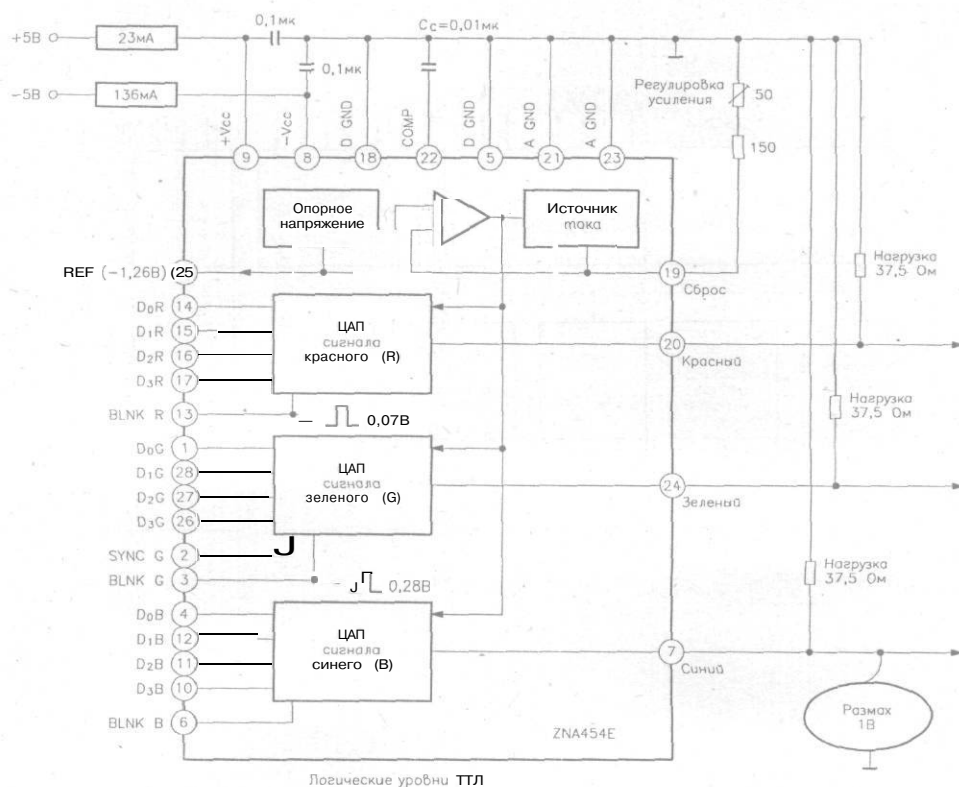 0,1мк
Cс=0,01мк
+5В
23мА
0,1мк
-5В
136мА
Регулировка
усиления
50
150
+Vcc
-Vcc
D GND
COMP
D GND
A GND
A GND
9
8
18
22
5
21
23
Опорное
напряжение
Источник
тока
REF (-1,26В)
25
19
Сброс
Нагрузка
37,5 Ом
D0R
14
D1R
15
D2R
16
D3R
17
ЦАП
сигнала
красного (R)
20
Красный
BLNK R
13
0,07В
Нагрузка
37,5 Ом
D0G
1
D1G
28
D2G
27
D3G
26
ЦАП
сигнала
зеленого (G)
24
Зеленый
SYNC G
2
BLNK G
3
0,28В
Нагрузка
37,5 Ом
D0B
4
D1B
12
D2B
11
D3B
10
ЦАП
сигнала
синего (B)
7
Синий
BLNK B
6
ZNA454E
Размах
1В
Логические уровни ТТЛ